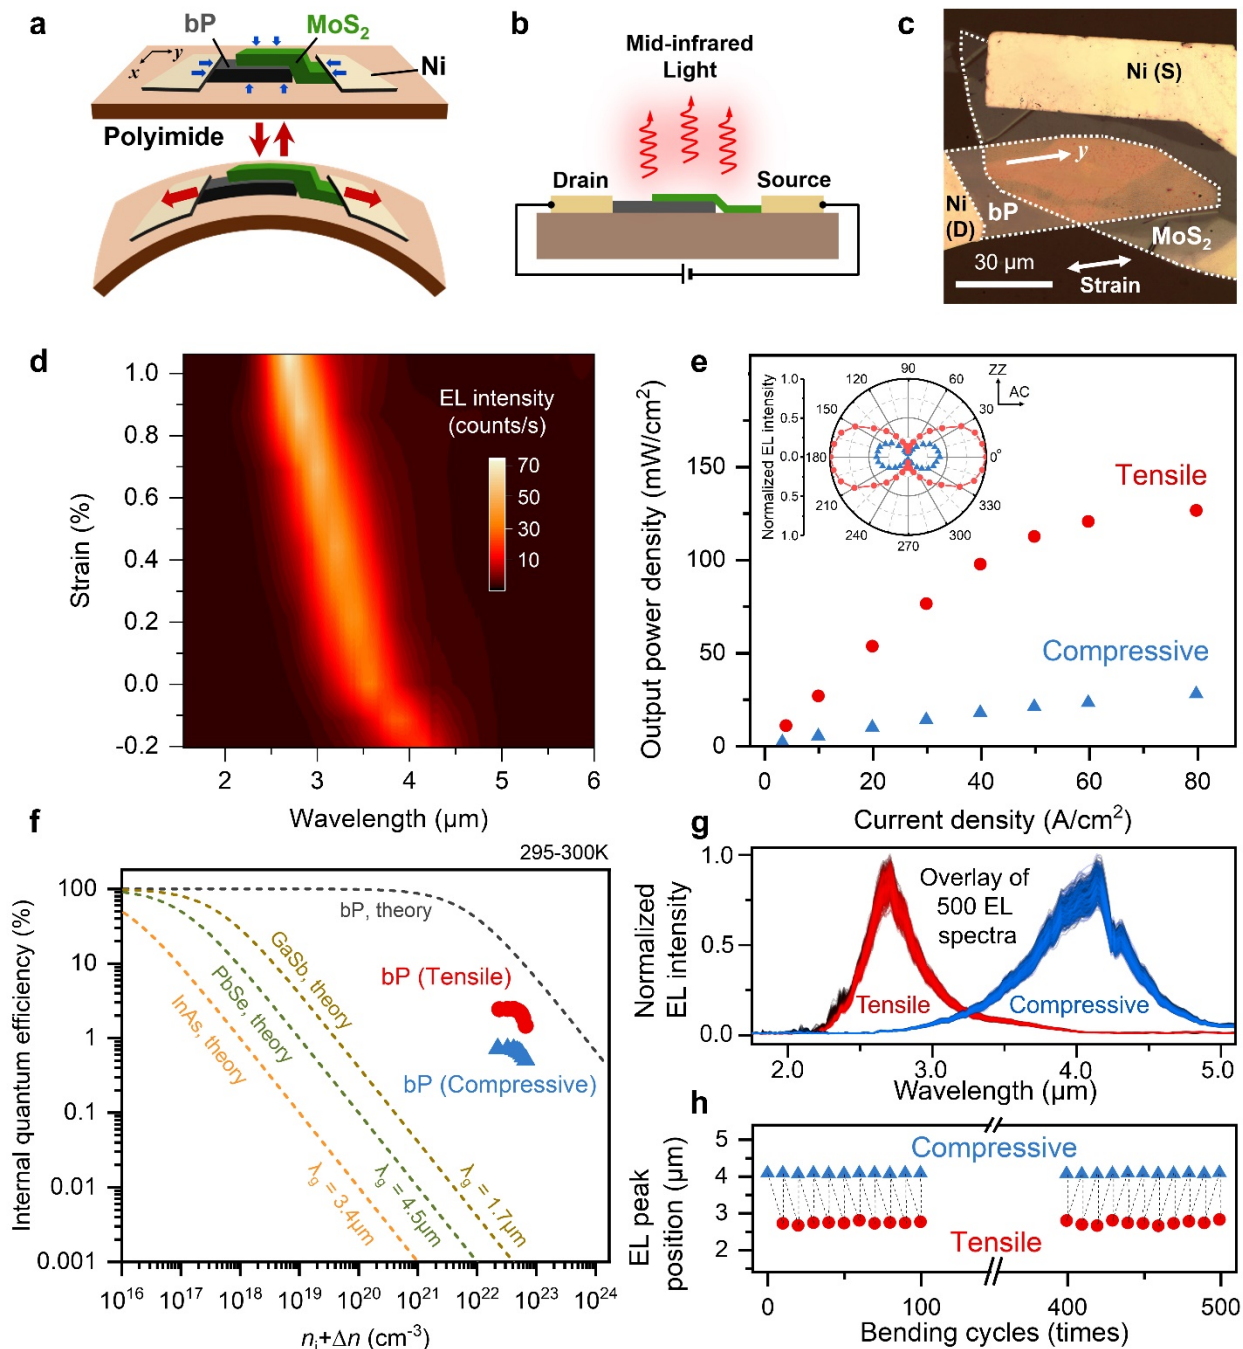 a
bP
MoS2
x
y
Ni
Polyimide
b
Mid-infrared
Light
Drain
Source
c
Ni (S)
y
Ni
(D)
bP
MoS2
30 µm
Strain
d
Strain (%)
1.0
0.8
0.6
0.4
0.2
0.0
-0.2
EL intensity
(counts/s)
70
50
30
10
2
3
4
5
6
Wavelength (µm)
e
Output power density (mW/cm2)
150
100
50
0
Normalized EL intensity
1.0
0.5
0.0
0.5
1.0
90
120
60
150
30
180
0°
210
330
240
300
270
ZZ
AC
Tensile
Compressive
0
20
40
60
80
Current density (A/cm2)
f
295-300K
Internal quantum efficiency (%)
100
10
1
0.1
0.01
0.001
bP, theory
GaSb, theory
PbSe, theory
InAs, theory
bP (Tensile)
bP (Compressive)
λg = 3.4µm
λg = 4.5µm
λg = 1.7µm
10^16
10^17
10^18
10^19
10^20
10^21
10^22
10^23
10^24
ni+Δn (cm-3)
g
Normalized
EL intensity
1.0
0.5
0.0
Overlay of
500 EL
spectra
Tensile
Compressive
2.0
3.0
4.0
5.0
Wavelength (µm)
h
EL peak
position (µm)
5
4
3
2
Compressive
Tensile
0
100
400
500
Bending cycles (times)